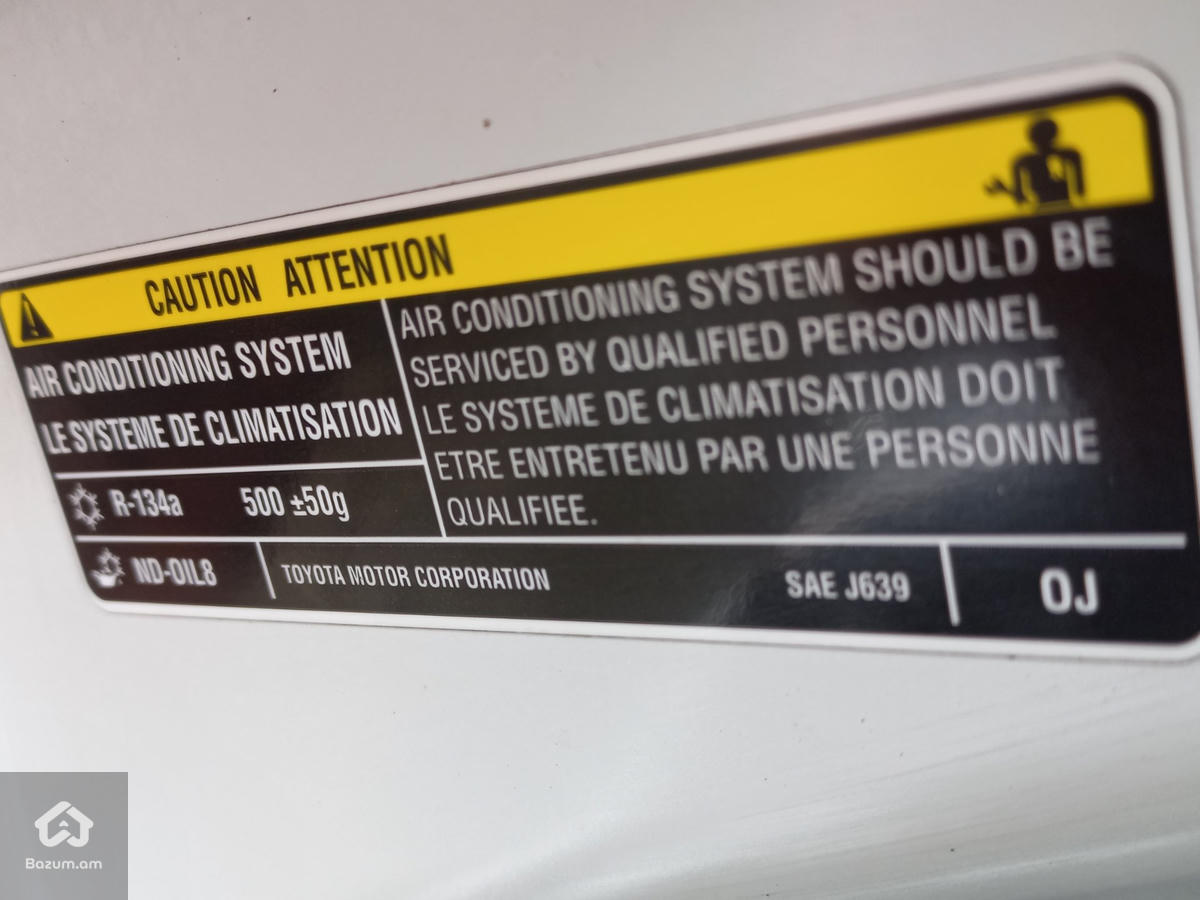 CAUTION ATTENTION
AIR CONDITIONING SYSTEM
LE SYSTEME DE CLIMATISATION
R-134a 500 ±50g
AIR CONDITIONING SYSTEM SHOULD BE
SERVICED BY QUALIFIED PERSONNEL
LE SYSTEME DE CLIMATISATION DOIT
ETRE ENTRETENU PAR UNE PERSONNE
QUALIFIEE.
ND-OIL8 TOYOTA MOTOR CORPORATION SAE J639 OJ
Bazum.am